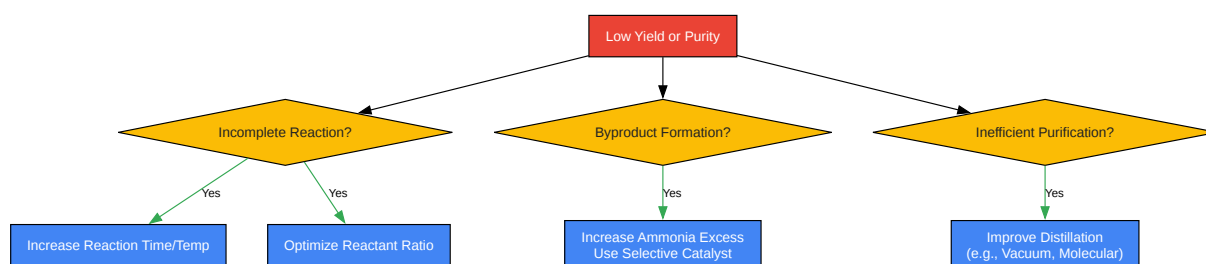 Low Yield or Purity
Incomplete Reaction?
Byproduct Formation?
Inefficient Purification?
Yes
Yes
Yes
Yes
Increase Reaction Time/Temp
Optimize Reactant Ratio
Increase Ammonia Excess
Use Selective Catalyst
Improve Distillation
(e.g., Vacuum, Molecular)